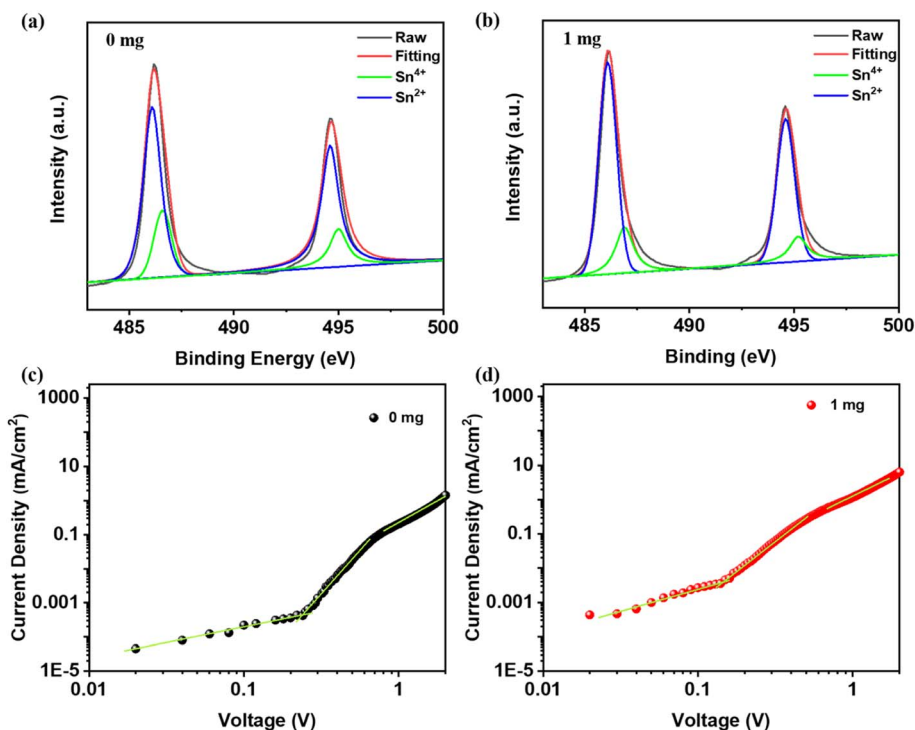 (a)
0 mg
Raw
Fitting
Sn⁴⁺
Sn²⁺
Intensity (a.u.)
485 490 495 500
Binding Energy (eV)
(b)
1 mg
Raw
Fitting
Sn⁴⁺
Sn²⁺
Intensity (a.u.)
485 490 495 500
Binding (eV)
(c)
0 mg
Current Density (mA/cm²)
1000
10
0.1
0.001
1E-5
0.01 0.1 1
Voltage (V)
(d)
1 mg
Current Density (mA/cm²)
1000
10
0.1
0.001
1E-5
0.01 0.1 1
Voltage (V)